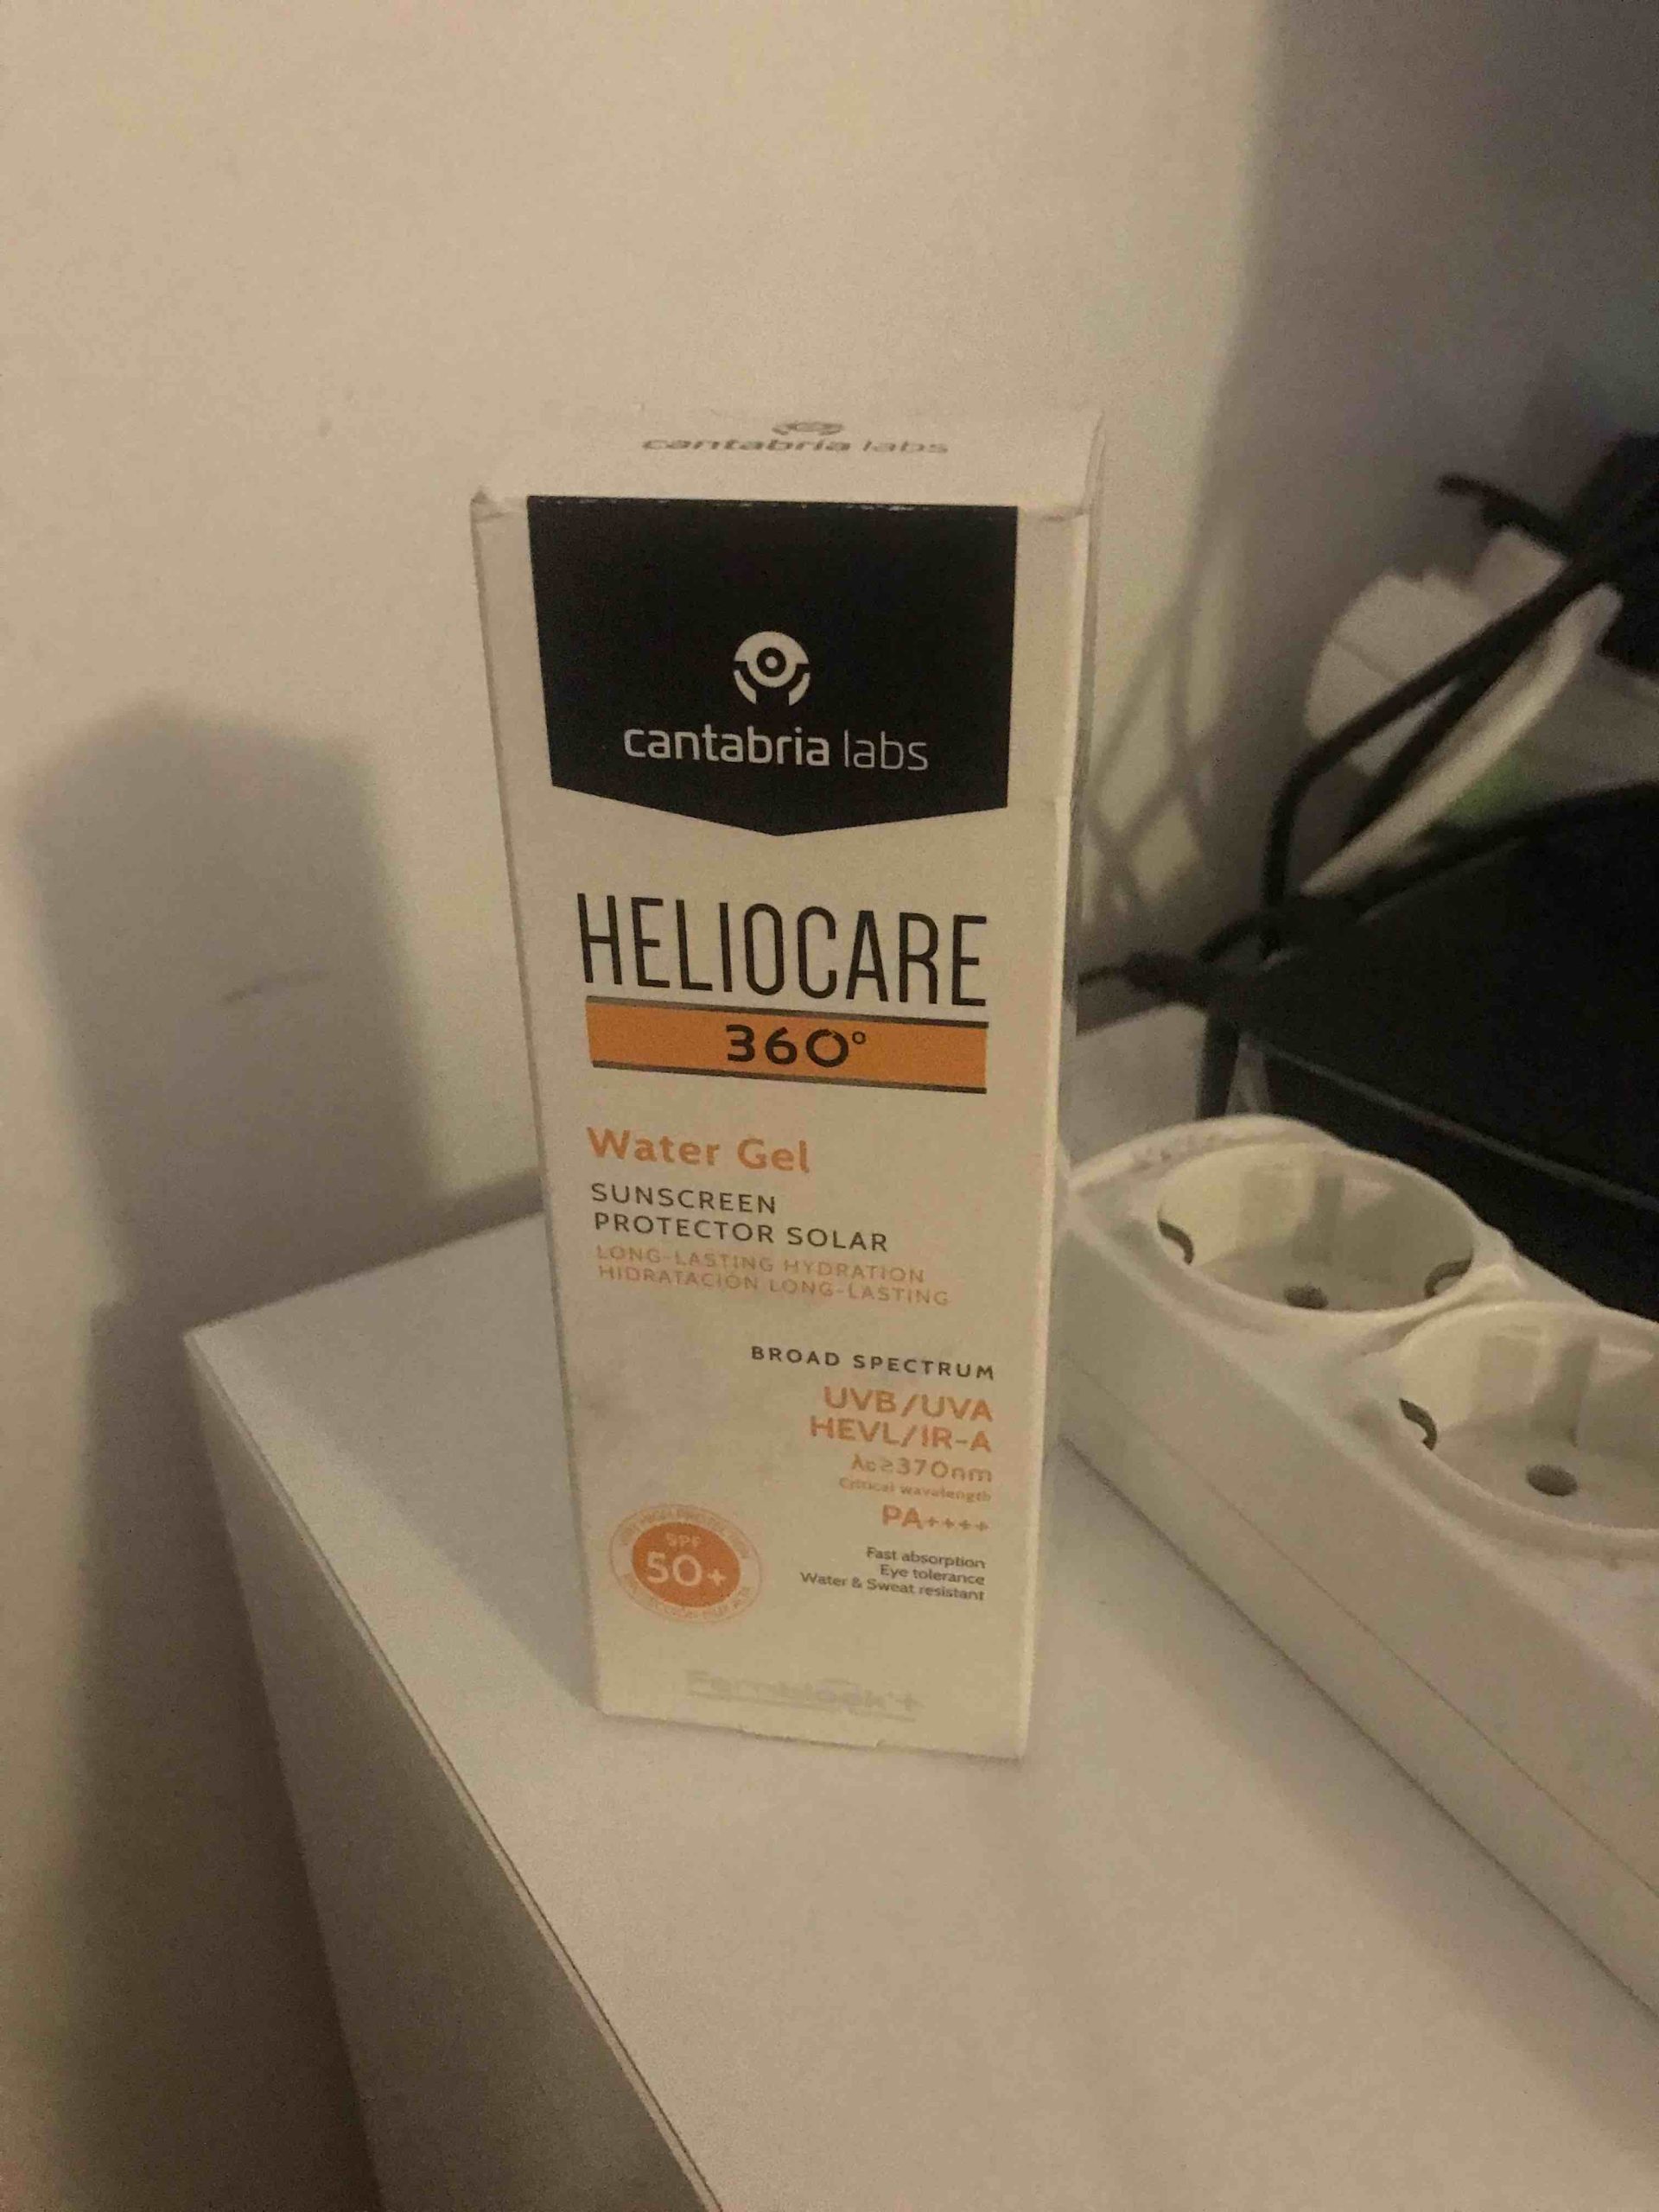 cantabria labs
cantabria labs
HELIOCARE
360°
Water Gel
SUNSCREEN
PROTECTOR SOLAR
LONG-LASTING HYDRATION
HIDRATACIÓN LONG-LASTING
BROAD SPECTRUM
UVB/UVA
HEVL/IR-A
λc≥370nm
Critical wavelength
PA++++
Fast absorption
Eye tolerance
Water & Sweat resistant
SPF
50+
Fernblock+